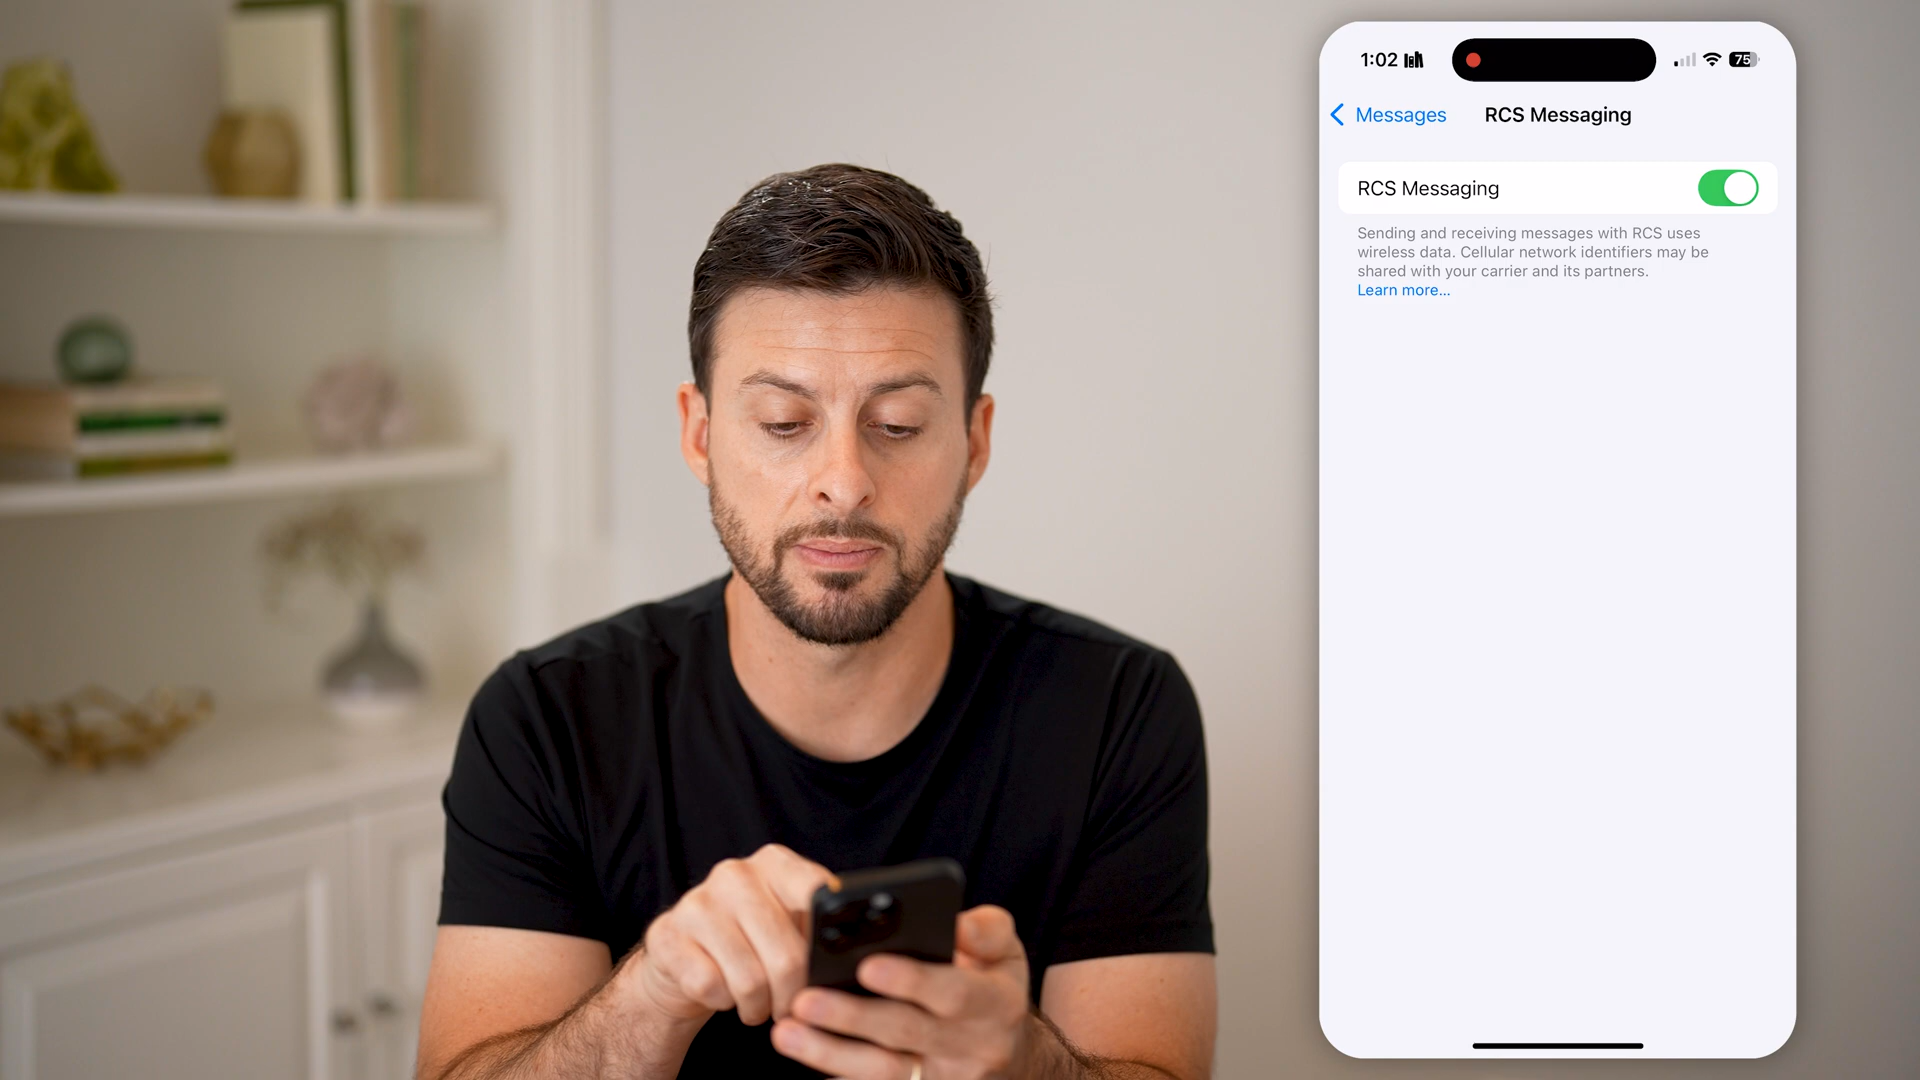 1:02
75
Messages
RCS Messaging
RCS Messaging
Sending and receiving messages with RCS uses
wireless data. Cellular network identifiers may be
shared with your carrier and its partners.
Learn more...